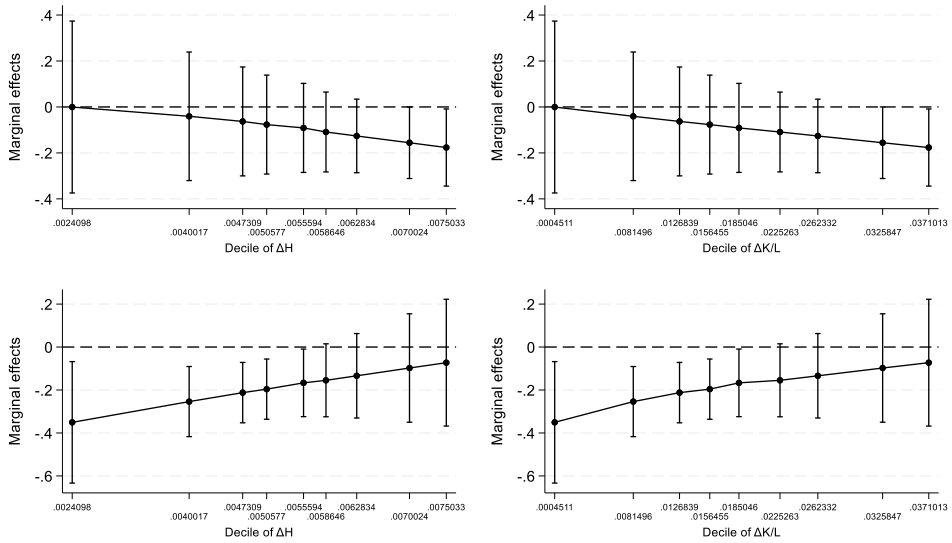 Marginal effects
.4
.2
0
-.2
-.4
.0024098 .0040017 .0047309 .0050577 .0055594 .0058646 .0062834 .0070024 .0075033
Decile of ΔH
Marginal effects
.4
.2
0
-.2
-.4
.0004511 .0081496 .0126839 .0156455 .0185046 .0225263 .0262332 .0325847 .0371013
Decile of ΔK/L
Marginal effects
.2
0
-.2
-.4
-.6
.0024098 .0040017 .0047309 .0050577 .0055594 .0058646 .0062834 .0070024 .0075033
Decile of ΔH
Marginal effects
.2
0
-.2
-.4
-.6
.0004511 .0081496 .0126839 .0156455 .0185046 .0225263 .0262332 .0325847 .0371013
Decile of ΔK/L